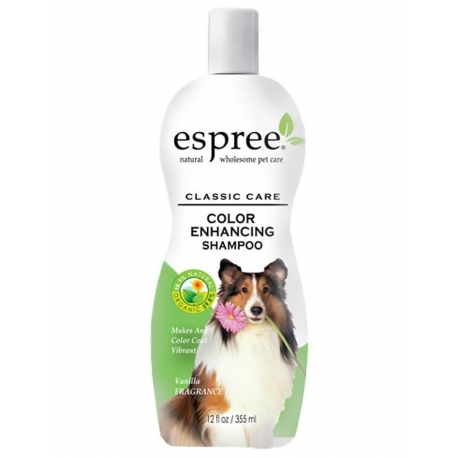 espree®
natural wholesome pet care
CLASSIC CARE
COLOR
ENHANCING
SHAMPOO
Makes Any
Color Coat
Vibrant
Vanilla
FRAGRANCE
12 fl oz / 355 ml